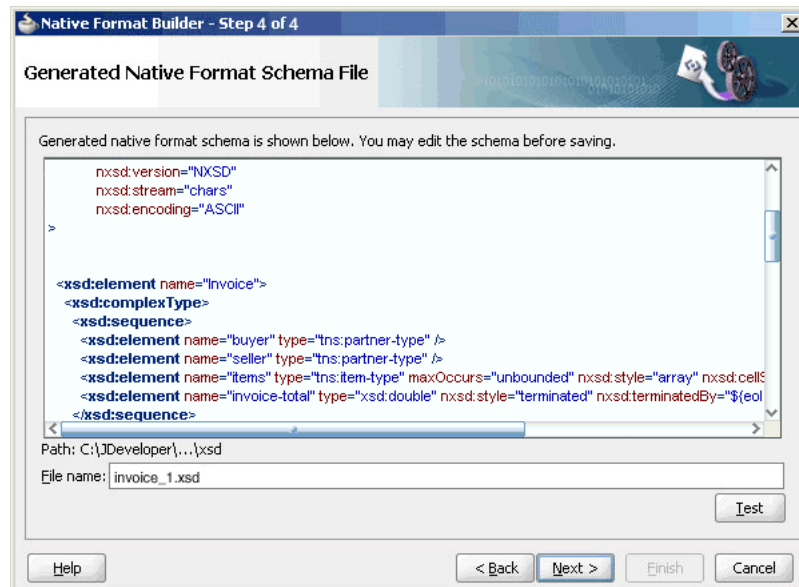 Native Format Builder - Step 4 of 4
Generated Native Format Schema File
Generated native format schema is shown below. You may edit the schema before saving.
nxsd:version="NXSD"
nxsd:stream="chars"
nxsd:encoding="ASCII"
>
<xsd:element name="Invoice">
<xsd:complexType>
<xsd:sequence>
<xsd:element name="buyer" type="tns:partner-type" />
<xsd:element name="seller" type="tns:partner-type" />
<xsd:element name="items" type="tns:item-type" maxOccurs="unbounded" nxsd:style="array" nxsd:cellS
<xsd:element name="invoice-total" type="xsd:double" nxsd:style="terminated" nxsd:terminatedBy="${eol
</xsd:sequence>
Path: C:\JDeveloper\...\xsd
File name: invoice_1.xsd
Test
Help
< Back
Next >
Finish
Cancel